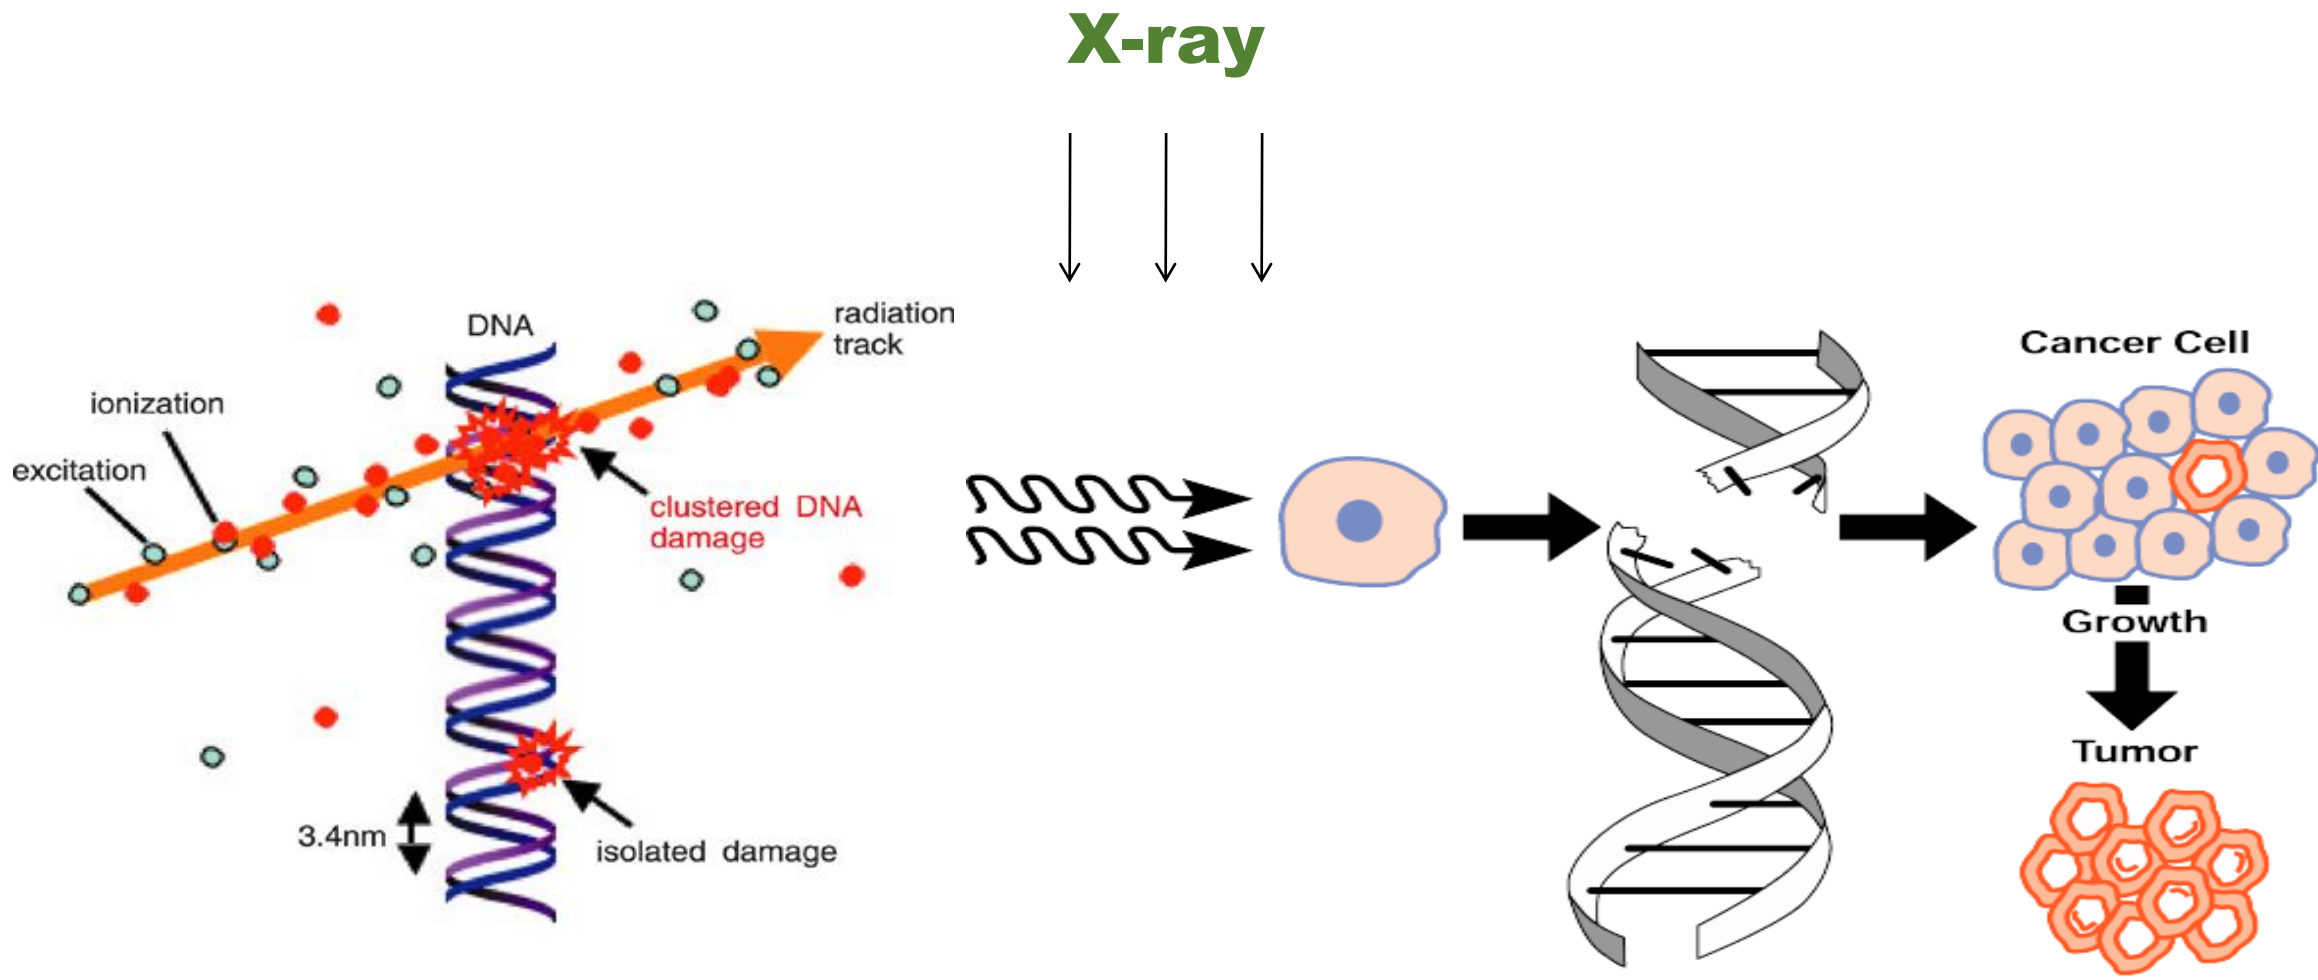 X-ray
DNA
radiation
track
ionization
excitation
clustered DNA
damage
3.4nm
isolated damage
Cancer Cell
Growth
Tumor